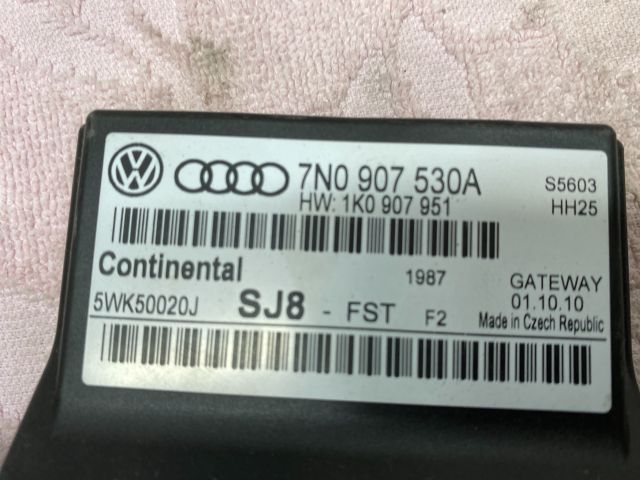 7N0 907 530A
HW: 1K0 907 951
S5603
HH25
Continental
1987
GATEWAY
5WK50020J
SJ8 - FST F2
01.10.10
Made in Czech Republic